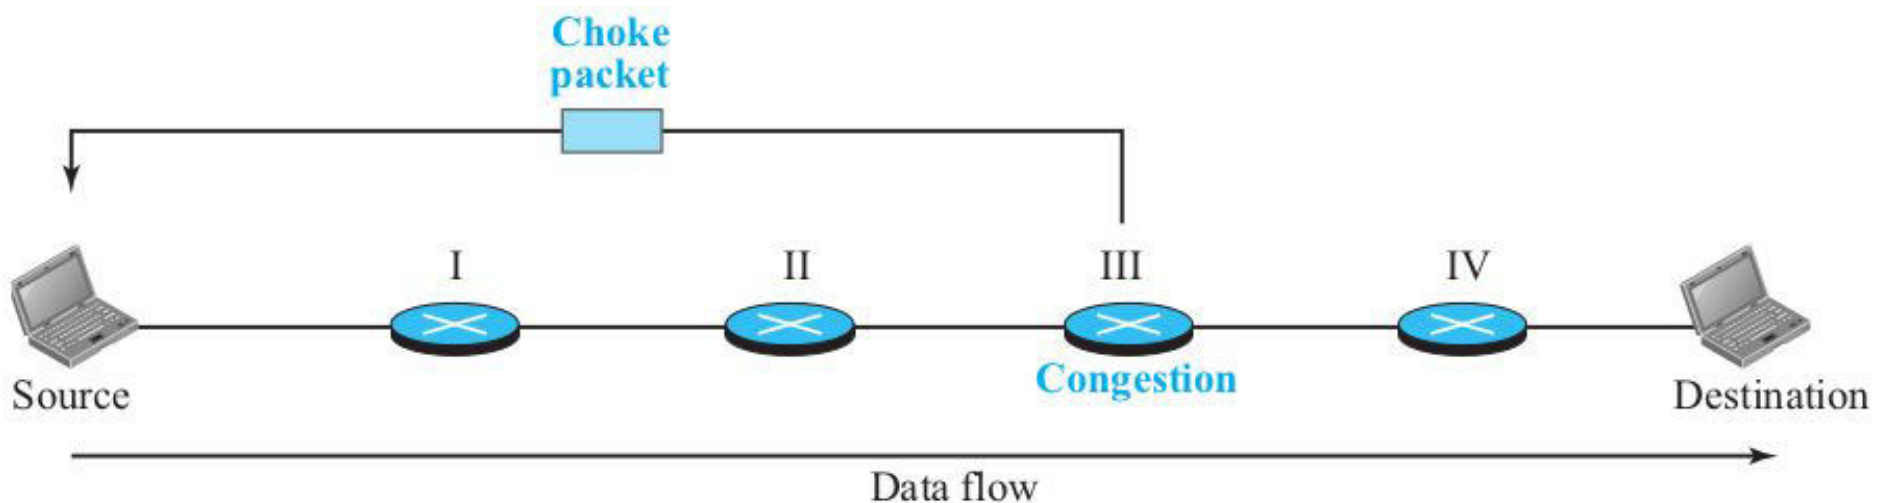 Choke
packet
I II III IV
Congestion
Source Destination
Data flow